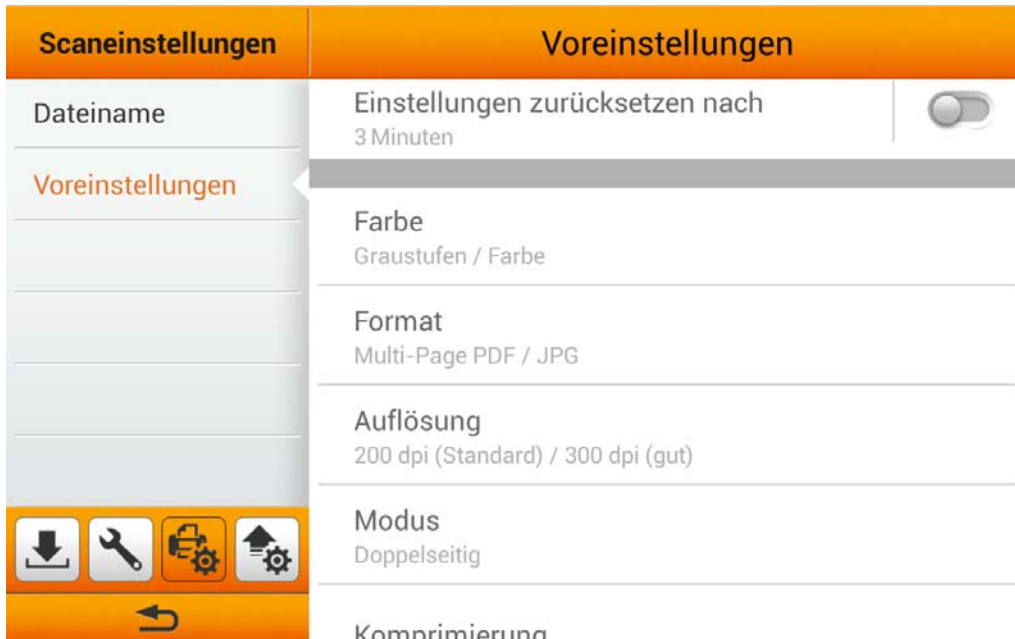 Scaneinstellungen
Voreinstellungen
Dateiname
Voreinstellungen
Einstellungen zurücksetzen nach
3 Minuten
Farbe
Graustufen / Farbe
Format
Multi-Page PDF / JPG
Auflösung
200 dpi (Standard) / 300 dpi (gut)
Modus
Doppelseitig
Komprimierung